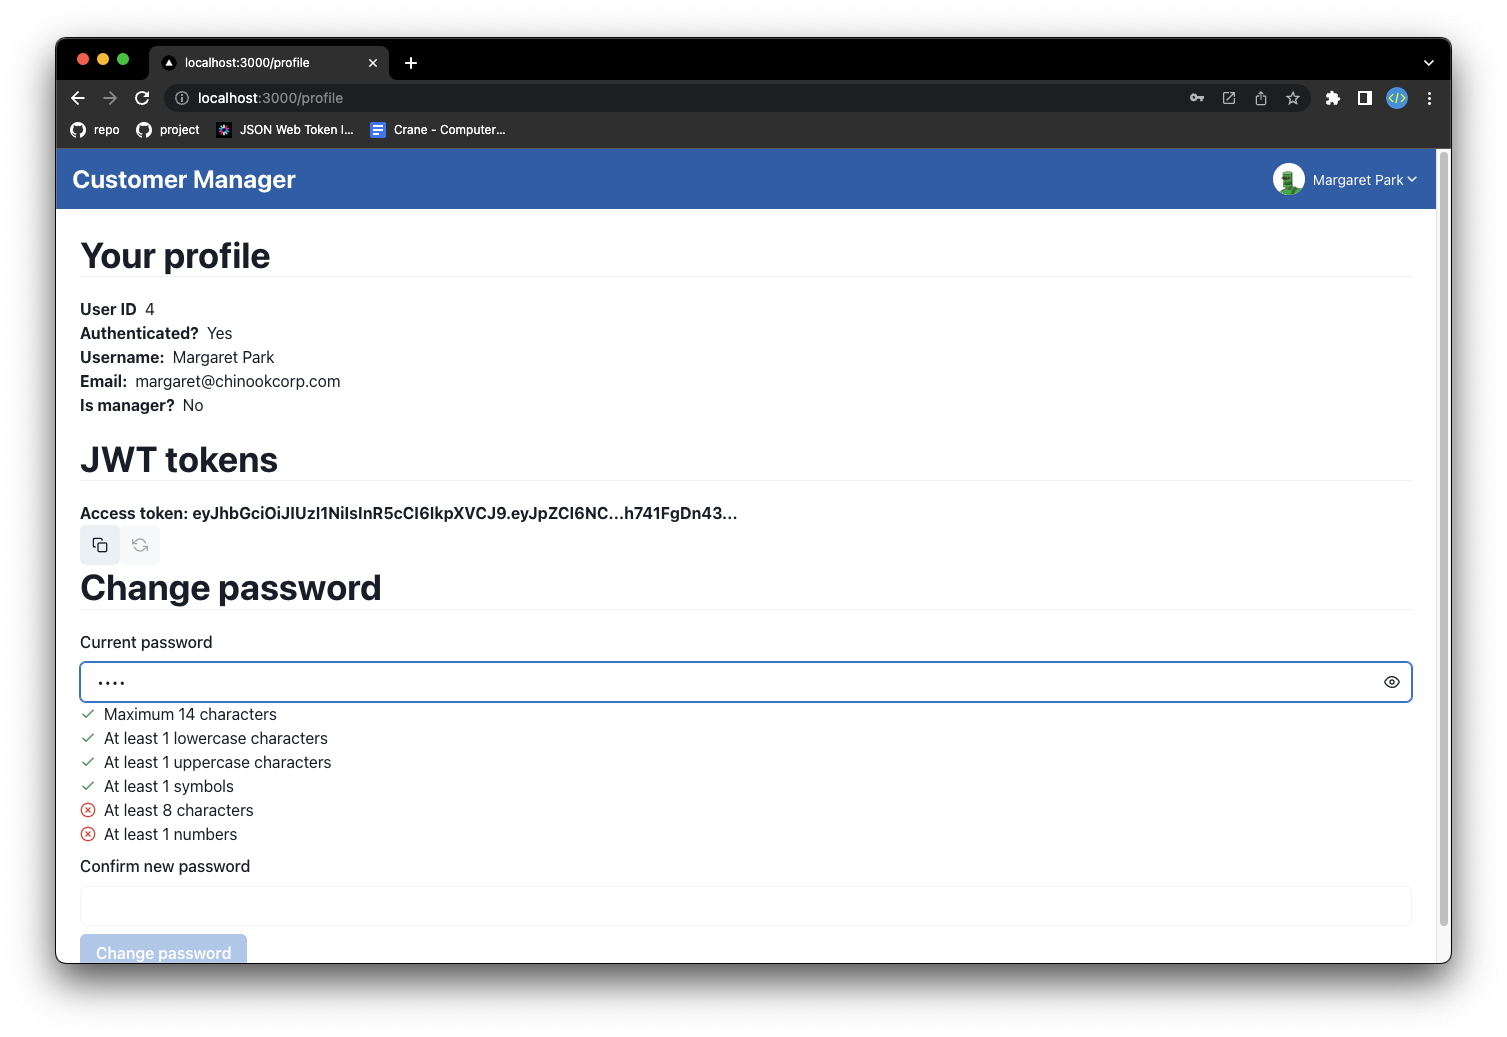 localhost:3000/profile
localhost:3000/profile
repo project JSON Web Token I... Crane - Computer...
Customer Manager Margaret Park
Your profile
User ID 4
Authenticated? Yes
Username: Margaret Park
Email: margaret@chinookcorp.com
Is manager? No
JWT tokens
Access token: eyJhbGciOiJIUzI1NiIsInR5cCI6IkpXVCJ9.eyJpZCI6NC...h741FgDn43...
Change password
Current password
Maximum 14 characters
At least 1 lowercase characters
At least 1 uppercase characters
At least 1 symbols
At least 8 characters
At least 1 numbers
Confirm new password
Change password